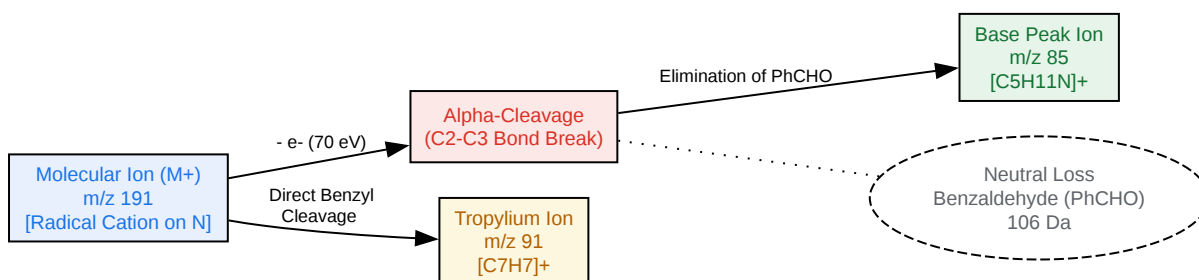 Molecular Ion (M+)
m/z 191
[Radical Cation on N]
- e- (70 eV)
Direct Benzyl
Cleavage
Alpha-Cleavage
(C2-C3 Bond Break)
Tropylium Ion
m/z 91
[C7H7]+
Elimination of PhCHO
Base Peak Ion
m/z 85
[C5H11N]+
Neutral Loss
Benzaldehyde (PhCHO)
106 Da